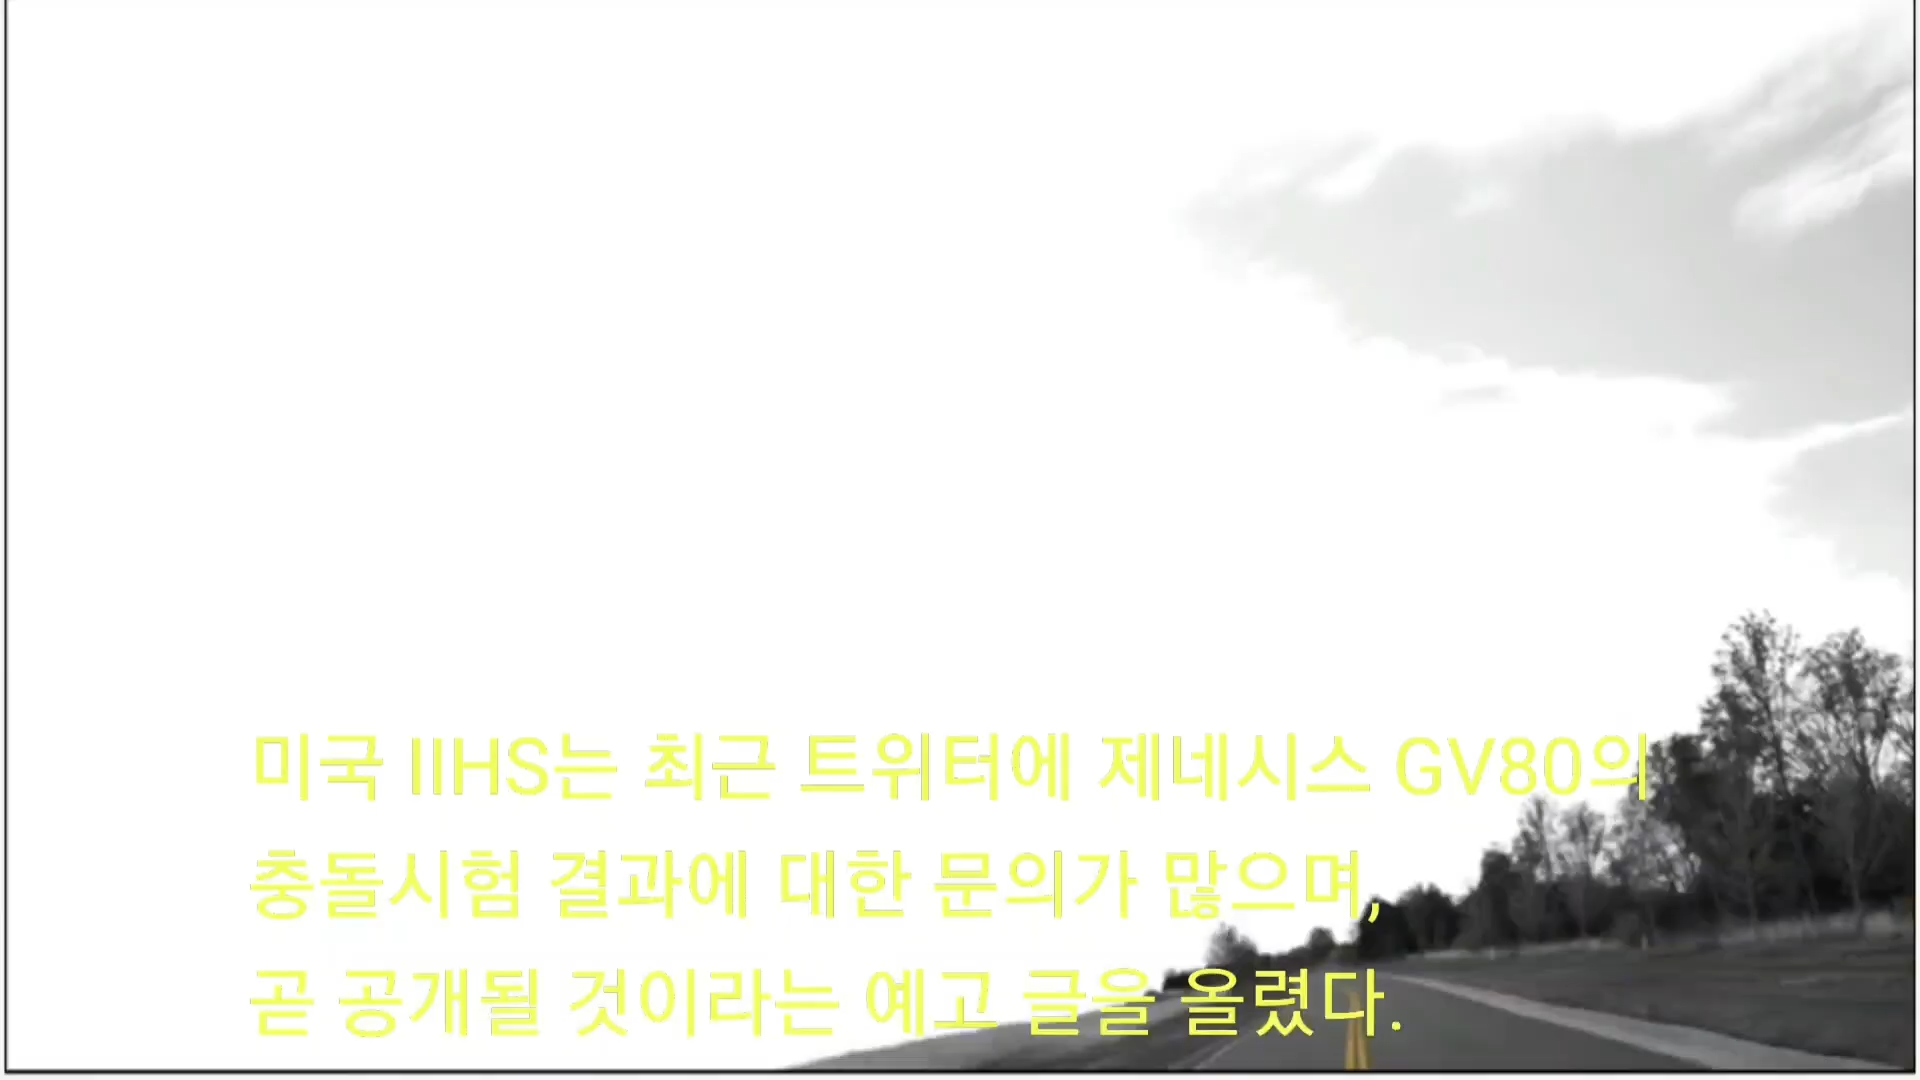 미국 IIHS는 최근 트위터에 제네시스 GV80의
충돌시험 결과에 대한 문의가 많으며,
곧 공개될 것이라는 예고 글을 올렸다.